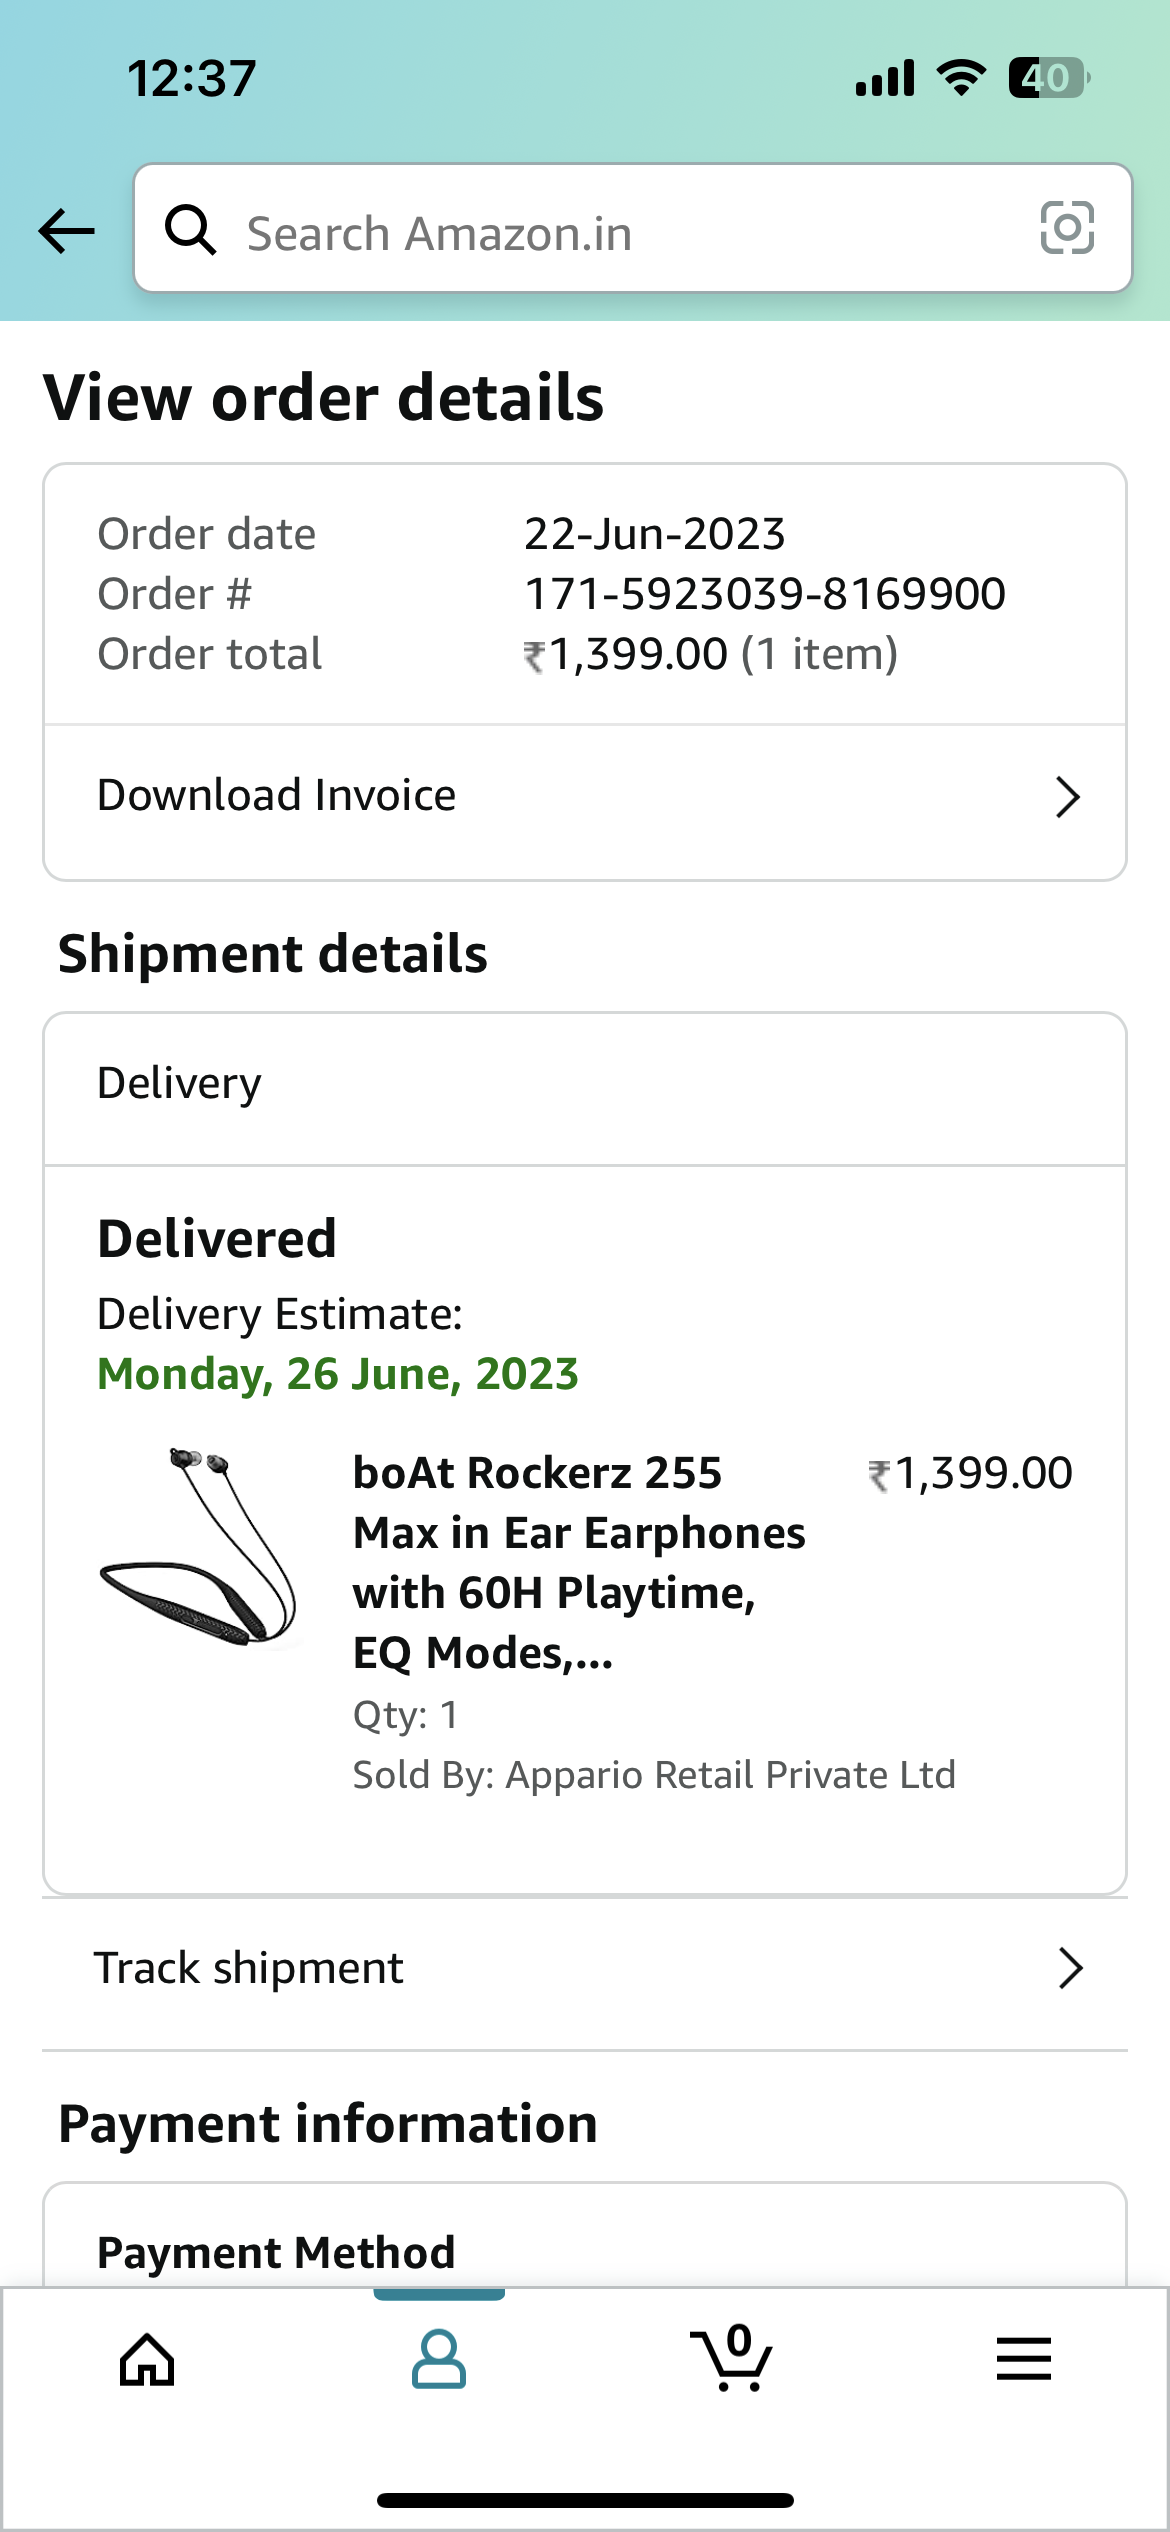 12:37
40
Search Amazon.in
View order details
Order date 22-Jun-2023
Order # 171-5923039-8169900
Order total ₹1,399.00 (1 item)
Download Invoice
Shipment details
Delivery
Delivered
Delivery Estimate:
Monday, 26 June, 2023
boAt Rockerz 255 ₹1,399.00
Max in Ear Earphones
with 60H Playtime,
EQ Modes,...
Qty: 1
Sold By: Appario Retail Private Ltd
Track shipment
Payment information
Payment Method
0